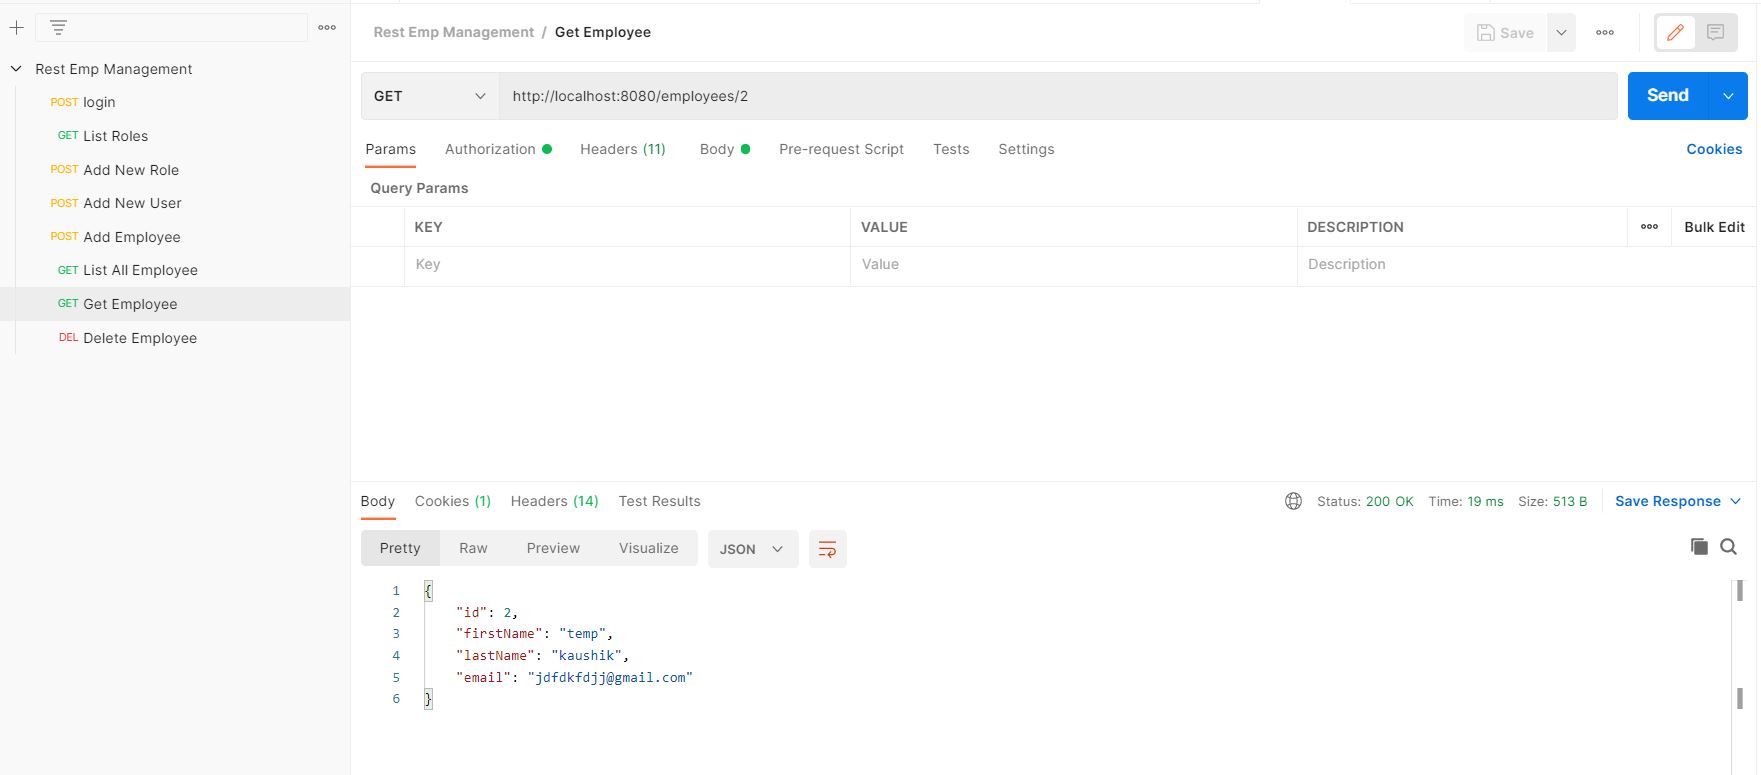 Rest Emp Management / Get Employee
Save
Rest Emp Management
POST login
GET List Roles
POST Add New Role
POST Add New User
POST Add Employee
GET List All Employee
GET Get Employee
DEL Delete Employee
GET http://localhost:8080/employees/2
Send
Params Authorization Headers (11) Body Pre-request Script Tests Settings Cookies
Query Params
KEY VALUE DESCRIPTION Bulk Edit
Key Value Description
Body Cookies (1) Headers (14) Test Results Status: 200 OK Time: 19 ms Size: 513 B Save Response
Pretty Raw Preview Visualize JSON
1 {
2 "id": 2,
3 "firstName": "temp",
4 "lastName": "kaushik",
5 "email": "jdfdkfdjj@gmail.com"
6 }